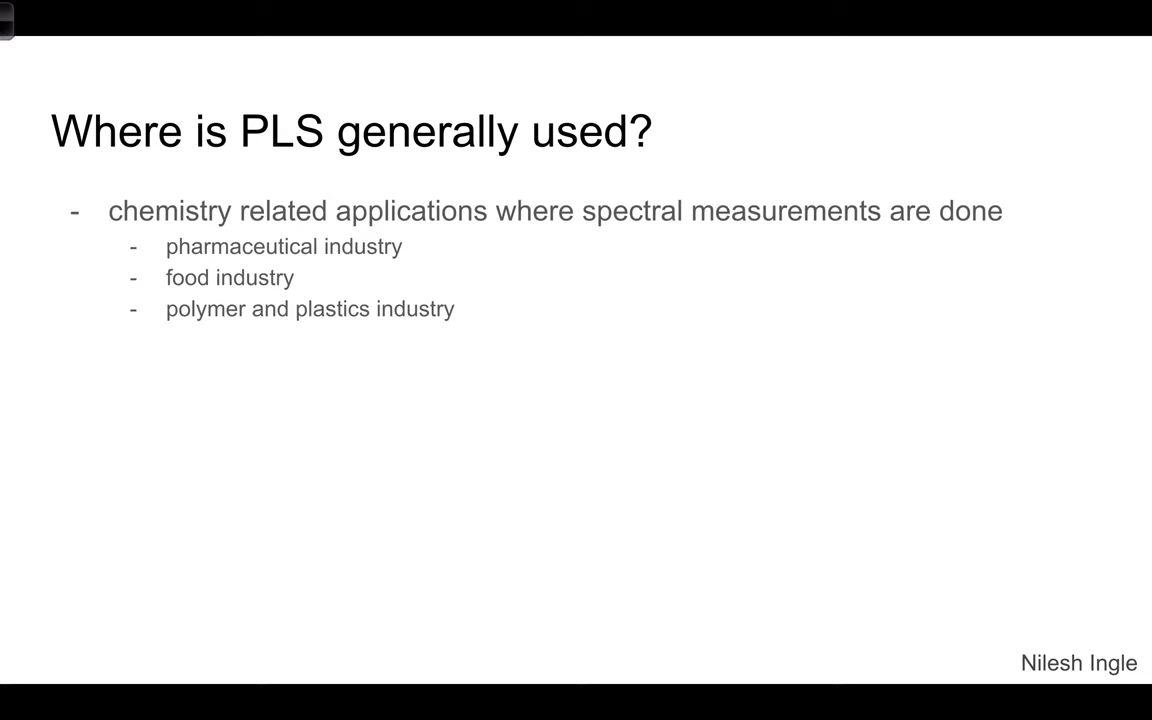 Where is PLS generally used?
- chemistry related applications where spectral measurements are done
- pharmaceutical industry
- food industry
- polymer and plastics industry
Nilesh Ingle